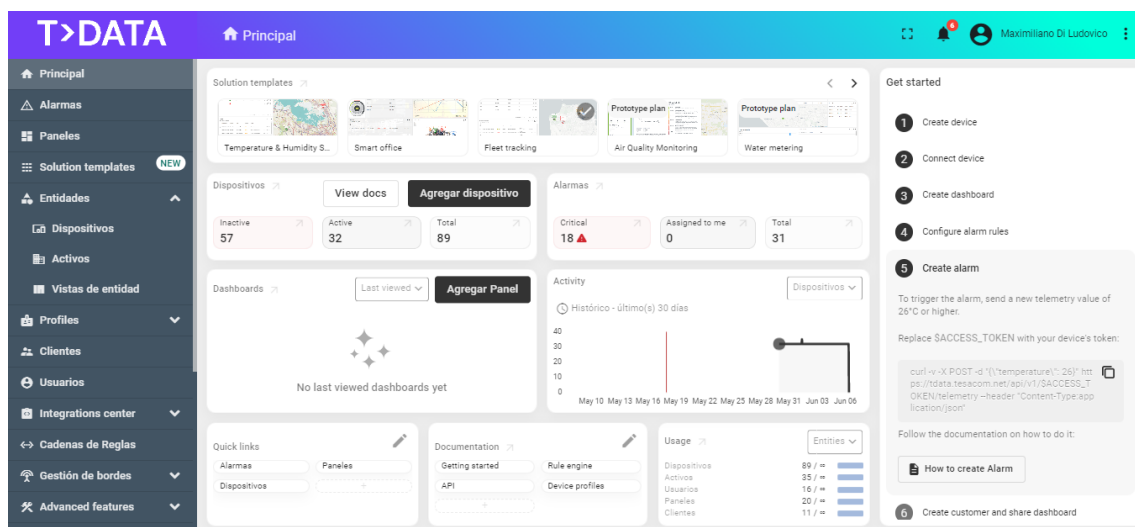 T>DATA
Principal
6
Maximiliano Di Ludovico
Principal
Alarmas
Paneles
Solution templates NEW
Entidades
Dispositivos
Activos
Vistas de entidad
Profiles
Clientes
Usuarios
Integrations center
Cadenas de Reglas
Gestión de bordes
Advanced features
Solution templates
Temperature & Humidity S...
Smart office
Fleet tracking
Prototype plan
Air Quality Monitoring
Prototype plan
Water metering
Dispositivos
View docs
Agregar dispositivo
Inactive
57
Active
32
Total
89
Alarmas
Critical
18
Assigned to me
0
Total
31
Dashboards
Last viewed
Agregar Panel
No last viewed dashboards yet
Activity
Dispositivos
Histórico - último(s) 30 días
40
30
20
10
0
May 10 May 13 May 16 May 19 May 22 May 25 May 28 May 31 Jun 03 Jun 06
Quick links
Alarmas
Paneles
Dispositivos
+
Documentation
Getting started
Rule engine
API
Device profiles
+
Usage
Entities
Dispositivos 89 / ∞
Activos 35 / ∞
Usuarios 16 / ∞
Paneles 20 / ∞
Clientes 11 / ∞
Get started
1 Create device
2 Connect device
3 Create dashboard
4 Configure alarm rules
5 Create alarm
To trigger the alarm, send a new telemetry value of
26°C or higher.
Replace $ACCESS_TOKEN with your device's token:
curl -v -X POST -d "{\"temperature\": 26}" htt
ps://tdata.tesacom.net/api/v1/$ACCESS_T
OKEN/telemetry --header "Content-Type:app
lication/json"
Follow the documentation on how to do it:
How to create Alarm
6 Create customer and share dashboard